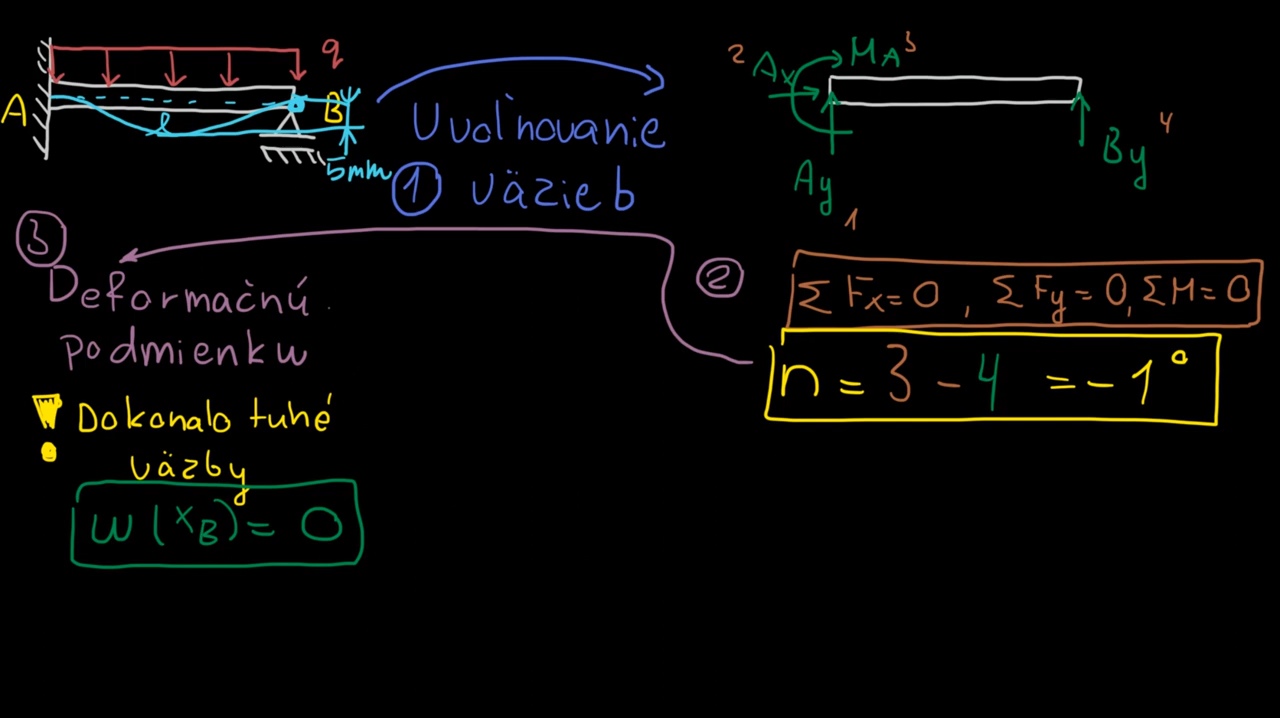 q
A
B
l
5mm
Uvoľnovanie
① väzieb
2 Ax
MA 3
Ay
1
By 4
③
Deformačnú
podmienku
! Dokonalo tuhé
väzby
w(xB) = 0
②
ΣFx=0, ΣFy=0, ΣM=0
n = 3 - 4 = -1°